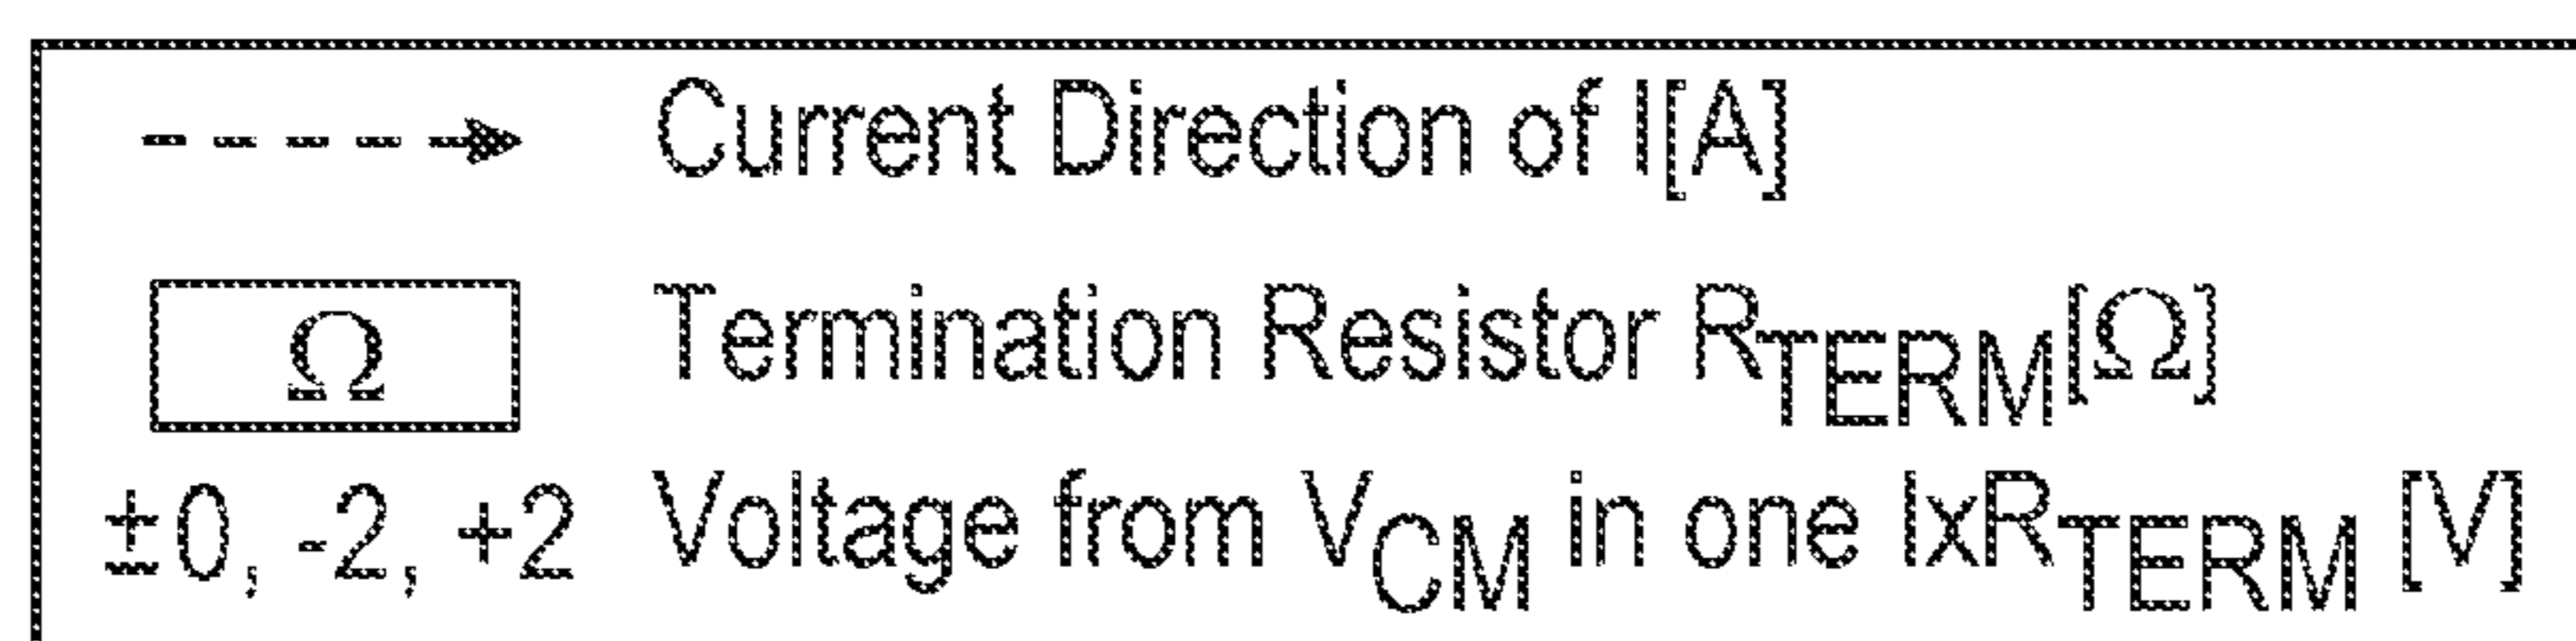 Current Direction of I[A]
Ω Termination Resistor RTERM[Ω]
±0, -2, +2 Voltage from VCM in one IxRTERM [V]